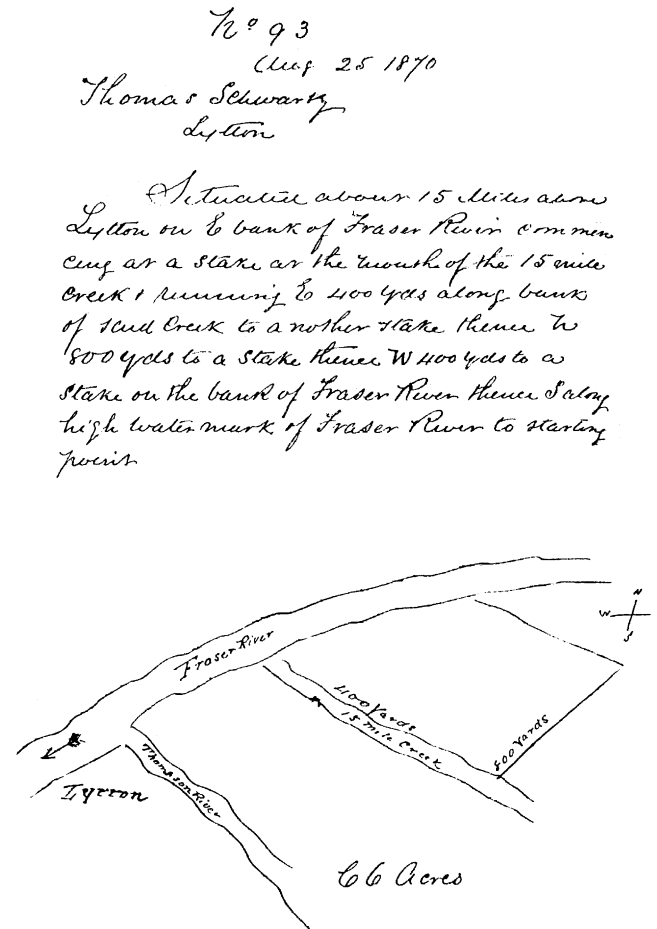 No 93
Aug 25 1870
Thomas Schwartz
Lytton
Situated about 15 Miles above
Lytton on E bank of Fraser River commen
cing at a Stake at the mouth of the 15 mile
Creek & running E 400 Yds along bank
of said Creek to another stake thence N
800 yds to a Stake thence W 400 yds to a
Stake on the bank of Fraser River thence S along
high water mark of Fraser River to starting
point
N
W
S
Fraser River
400 Yards
15 mile Creek
800 Yards
Thompson River
Lytton
66 Acres